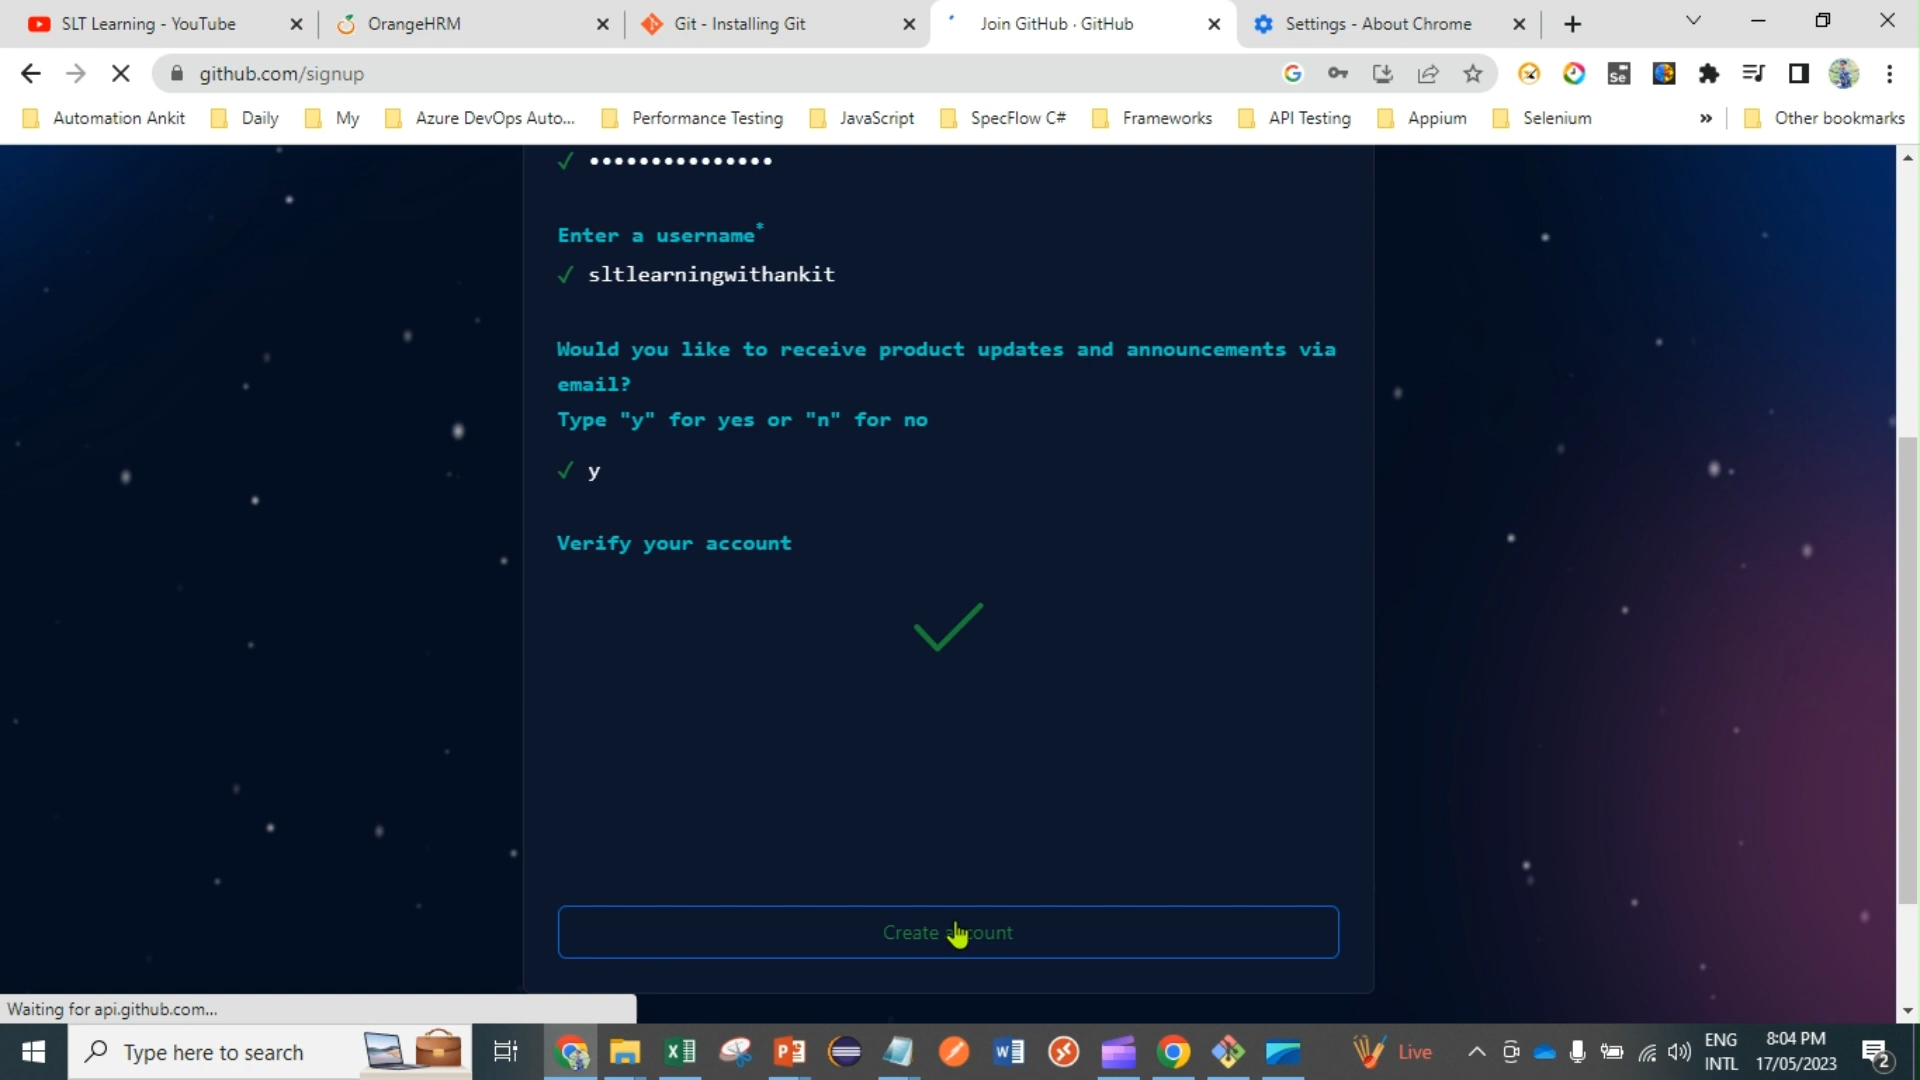 SLT Learning - YouTube
OrangeHRM
Git - Installing Git
Join GitHub · GitHub
Settings - About Chrome
github.com/signup
Automation Ankit
Daily
My
Azure DevOps Auto...
Performance Testing
JavaScript
SpecFlow C#
Frameworks
API Testing
Appium
Selenium
»
Other bookmarks
•••••••••••••••
Enter a username*
sltlearningwithankit
Would you like to receive product updates and announcements via
email?
Type "y" for yes or "n" for no
y
Verify your account
Create account
Waiting for api.github.com...
Type here to search
Live
ENG
INTL
8:04 PM
17/05/2023
2